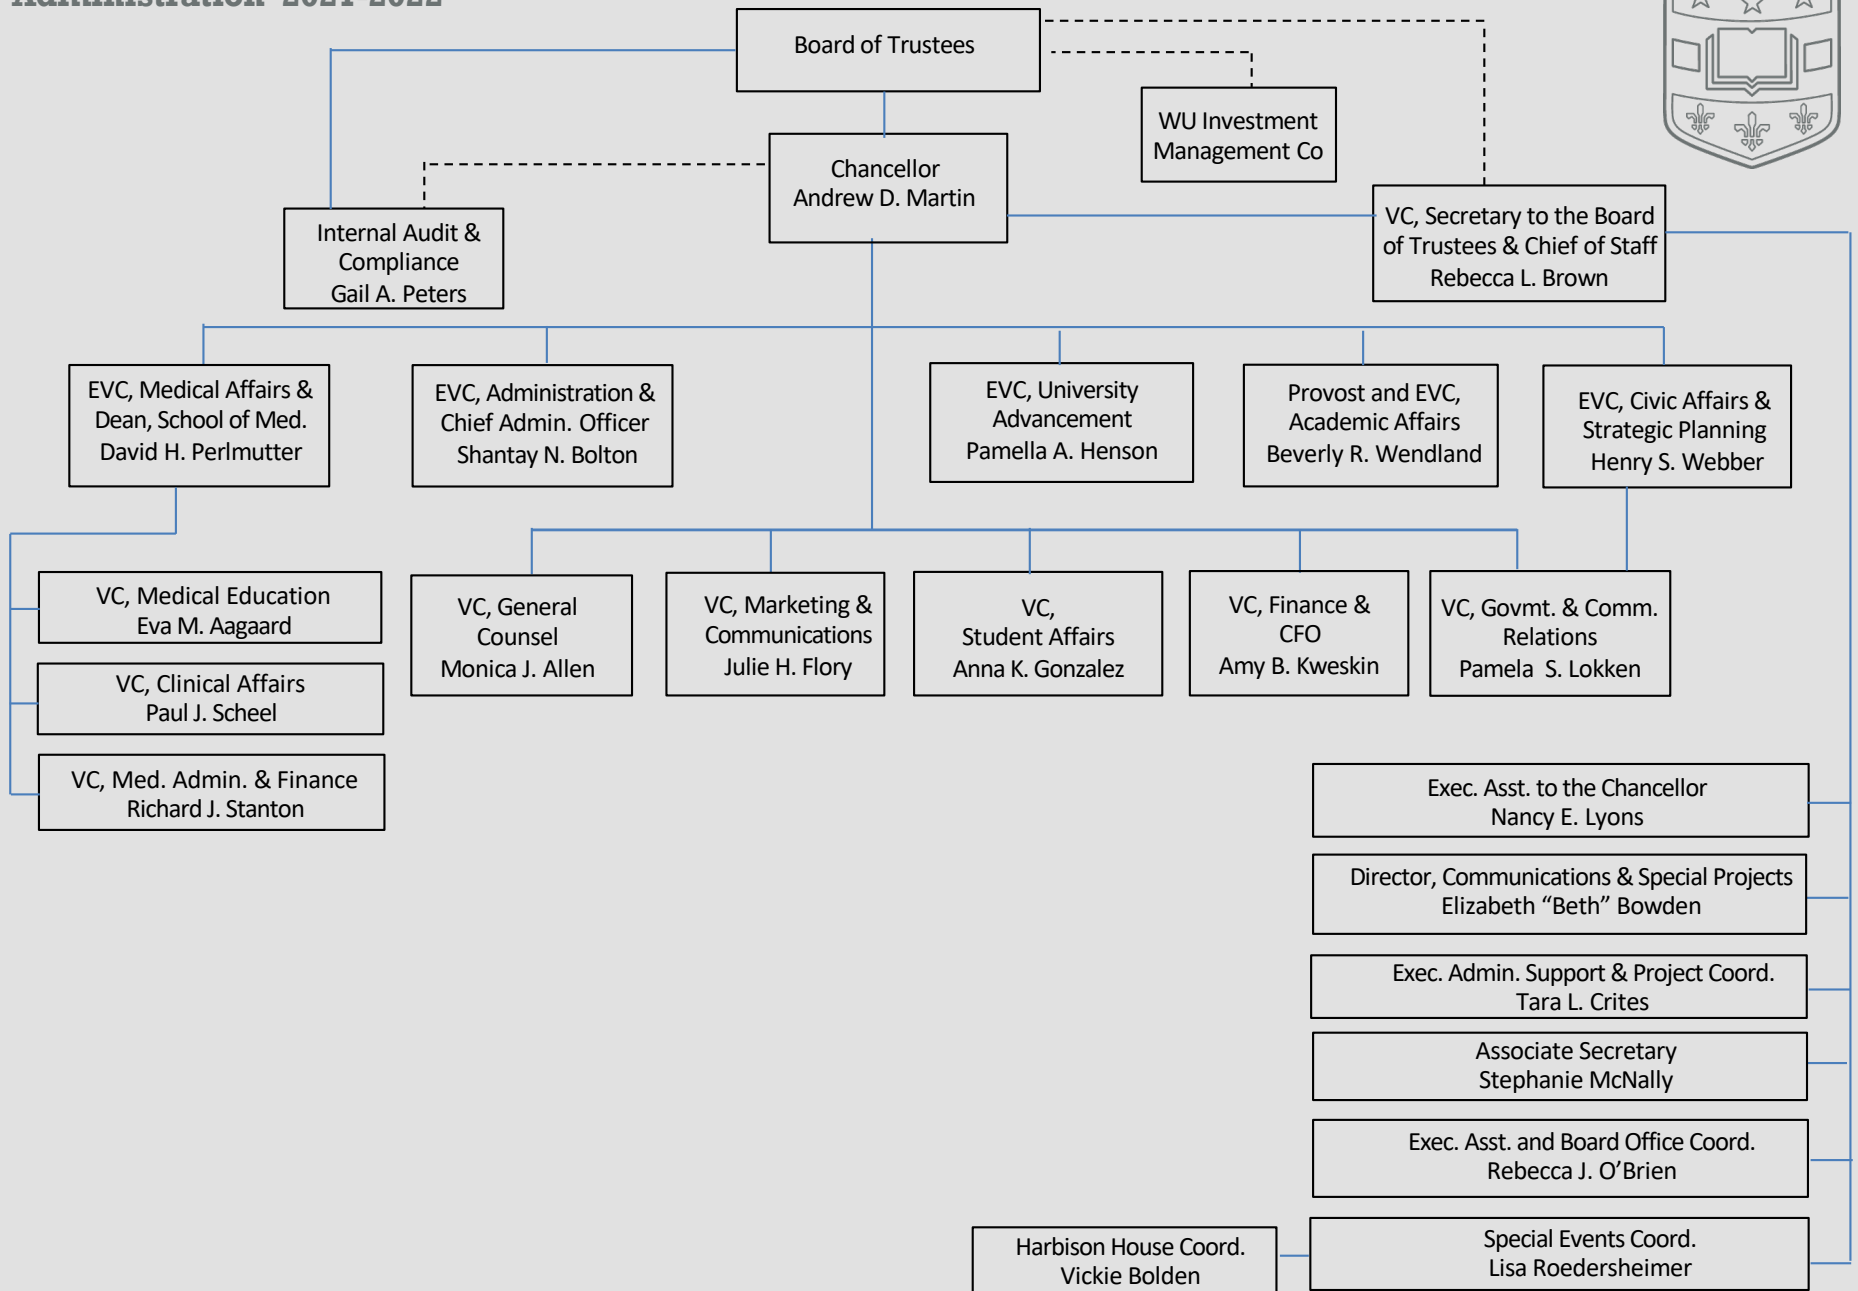 Administration 2021-2022
Board of Trustees
WU Investment
Management Co
Chancellor
Andrew D. Martin
Internal Audit &
Compliance
Gail A. Peters
VC, Secretary to the Board
of Trustees & Chief of Staff
Rebecca L. Brown
EVC, Medical Affairs &
Dean, School of Med.
David H. Perlmutter
EVC, Administration &
Chief Admin. Officer
Shantay N. Bolton
EVC, University
Advancement
Pamella A. Henson
Provost and EVC,
Academic Affairs
Beverly R. Wendland
EVC, Civic Affairs &
Strategic Planning
Henry S. Webber
VC, Medical Education
Eva M. Aagaard
VC, Clinical Affairs
Paul J. Scheel
VC, Med. Admin. & Finance
Richard J. Stanton
VC, General
Counsel
Monica J. Allen
VC, Marketing &
Communications
Julie H. Flory
VC,
Student Affairs
Anna K. Gonzalez
VC, Finance &
CFO
Amy B. Kweskin
VC, Govmt. & Comm.
Relations
Pamela S. Lokken
Exec. Asst. to the Chancellor
Nancy E. Lyons
Director, Communications & Special Projects
Elizabeth “Beth” Bowden
Exec. Admin. Support & Project Coord.
Tara L. Crites
Associate Secretary
Stephanie McNally
Exec. Asst. and Board Office Coord.
Rebecca J. O’Brien
Special Events Coord.
Lisa Roedersheimer
Harbison House Coord.
Vickie Bolden